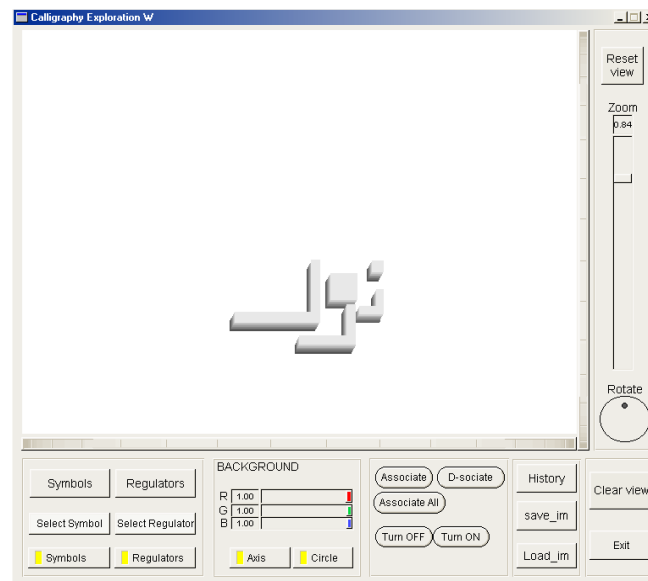 Calligraphy Exploration W
Reset view
Zoom
0.84
Rotate
Symbols
Regulators
Select Symbol
Select Regulator
Symbols
Regulators
BACKGROUND
R 1.00
G 1.00
B 1.00
Axis
Circle
Associate
D-sociate
Associate All
Turn OFF
Turn ON
History
save_im
Load_im
Clear view
Exit